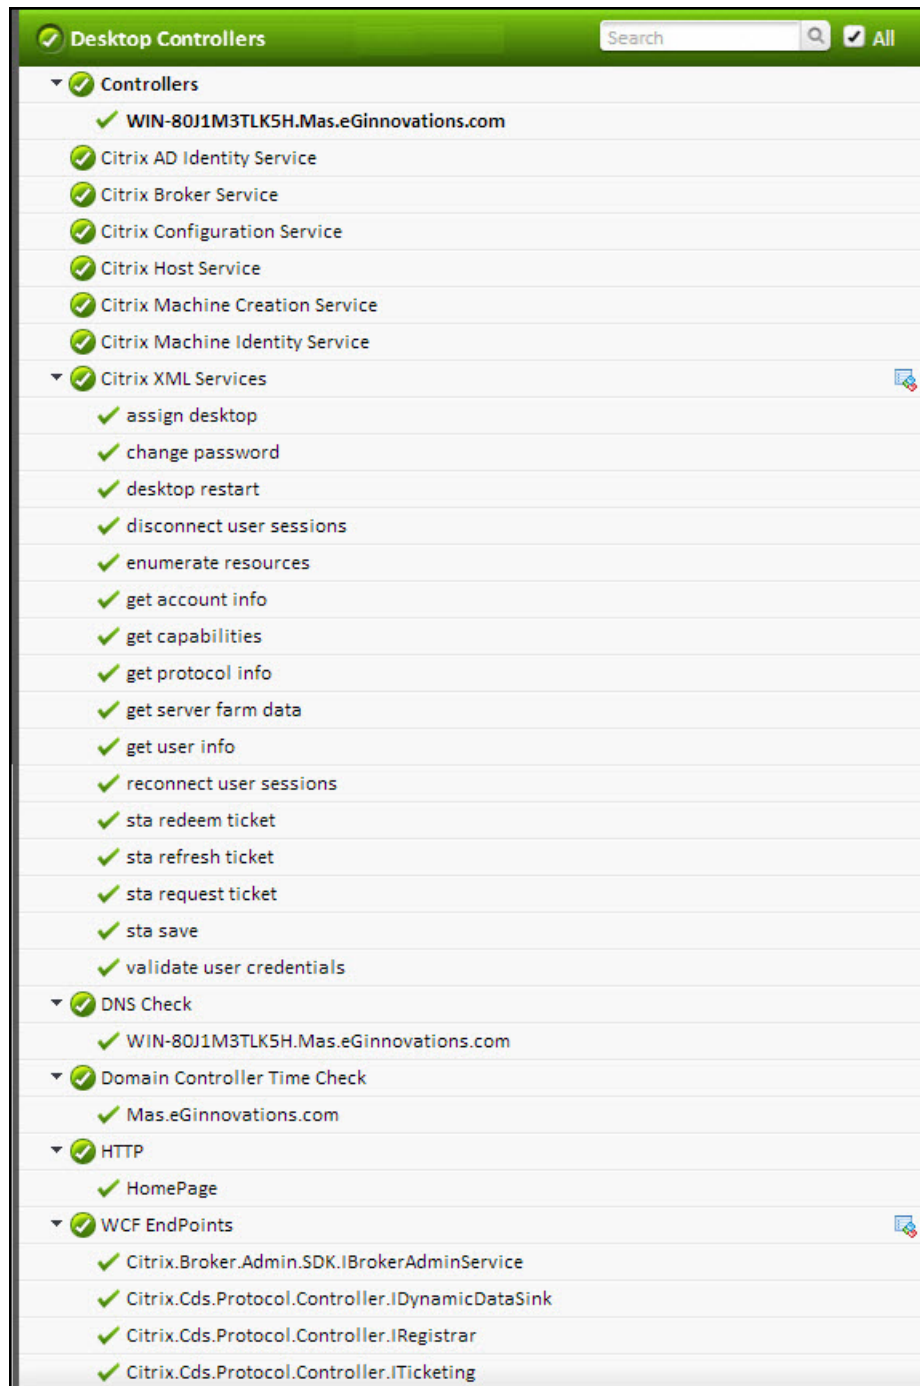 Desktop Controllers Search All
Controllers
WIN-80J1M3TLK5H.Mas.eGinnovations.com
Citrix AD Identity Service
Citrix Broker Service
Citrix Configuration Service
Citrix Host Service
Citrix Machine Creation Service
Citrix Machine Identity Service
Citrix XML Services
assign desktop
change password
desktop restart
disconnect user sessions
enumerate resources
get account info
get capabilities
get protocol info
get server farm data
get user info
reconnect user sessions
sta redeem ticket
sta refresh ticket
sta request ticket
sta save
validate user credentials
DNS Check
WIN-80J1M3TLK5H.Mas.eGinnovations.com
Domain Controller Time Check
Mas.eGinnovations.com
HTTP
HomePage
WCF EndPoints
Citrix.Broker.Admin.SDK.IBrokerAdminService
Citrix.Cds.Protocol.Controller.IDynamicDataSink
Citrix.Cds.Protocol.Controller.IRegistrar
Citrix.Cds.Protocol.Controller.ITicketing